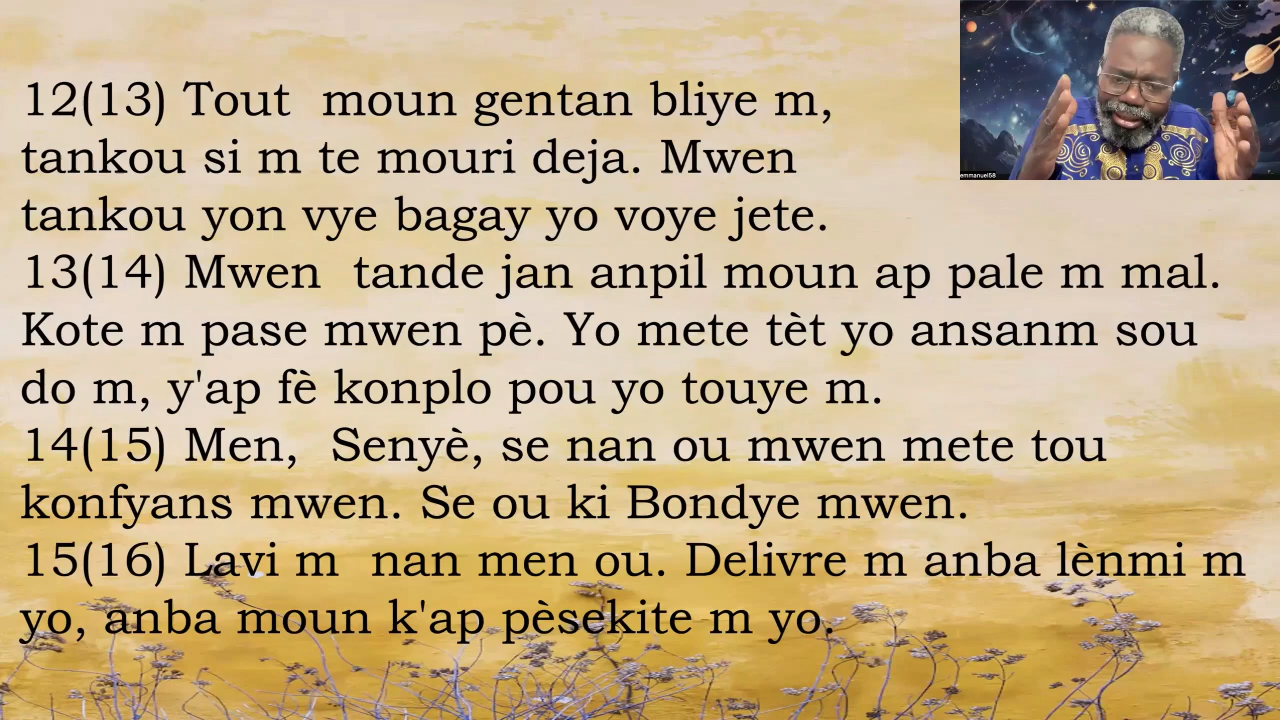 12(13) Tout moun gentan bliye m,
tankou si m te mouri deja. Mwen
tankou yon vye bagay yo voye jete.
13(14) Mwen tande jan anpil moun ap pale m mal.
Kote m pase mwen pè. Yo mete tèt yo ansanm sou
do m, y'ap fè konplo pou yo touye m.
14(15) Men, Senyè, se nan ou mwen mete tou
konfyans mwen. Se ou ki Bondye mwen.
15(16) Lavi m nan men ou. Delivre m anba lènmi m
yo, anba moun k'ap pèsekite m yo.
emmanuel58